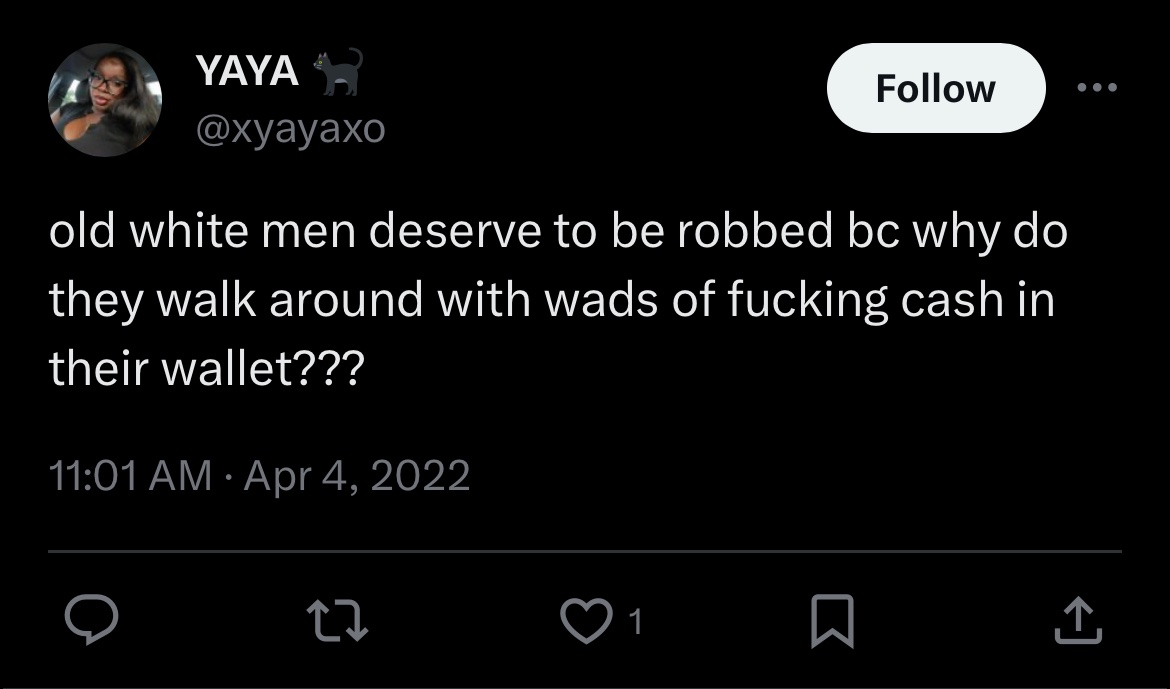 YAYA 🐈‍⬛
@xyayaxo
Follow
old white men deserve to be robbed bc why do
they walk around with wads of fucking cash in
their wallet???
11:01 AM · Apr 4, 2022
1